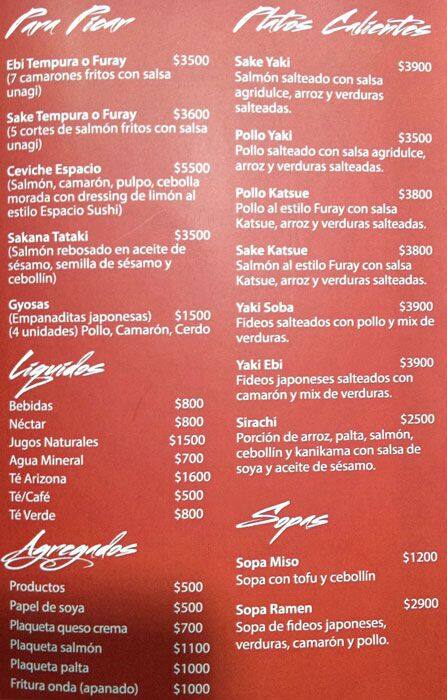 Para Picar
Ebi Tempura o Furay $3500
(7 camarones fritos con salsa
unagi)
Sake Tempura o Furay $3600
(5 cortes de salmón fritos con salsa
unagi)
Ceviche Espacio $5500
(Salmón, camarón, pulpo, cebolla
morada con dressing de limón al
estilo Espacio Sushi)
Sakana Tataki $3500
(Salmón rebosado en aceite de
sésamo, semilla de sésamo y
cebollín)
Gyosas
(Empanaditas japonesas) $1500
(4 unidades) Pollo, Camarón, Cerdo
Liquidos
Bebidas $800
Néctar $800
Jugos Naturales $1500
Agua Mineral $700
Té Arizona $1600
Té/Café $500
Té Verde $800
Agregados
Productos $500
Papel de soya $500
Plaqueta queso crema $700
Plaqueta salmón $1100
Plaqueta palta $1000
Fritura onda (apanado) $1000
Platos Calientes
Sake Yaki $3900
Salmón salteado con salsa
agridulce, arroz y verduras
salteadas.
Pollo Yaki $3500
Pollo salteado con salsa agridulce,
arroz y verduras salteadas.
Pollo Katsue $3800
Pollo al estilo Furay con salsa
Katsue, arroz y verduras salteadas.
Sake Katsue $3800
Salmón al estilo Furay con salsa
Katsue, arroz y verduras salteadas.
Yaki Soba $3900
Fideos salteados con pollo y mix de
verduras.
Yaki Ebi $3900
Fideos japoneses salteados con
camarón y mix de verduras.
Sirachi $2500
Porción de arroz, palta, salmón,
cebollín y kanikama con salsa de
soya y aceite de sésamo.
Sopas
Sopa Miso $1200
Sopa con tofu y cebollín
Sopa Ramen $2900
Sopa de fideos japoneses,
verduras, camarón y pollo.